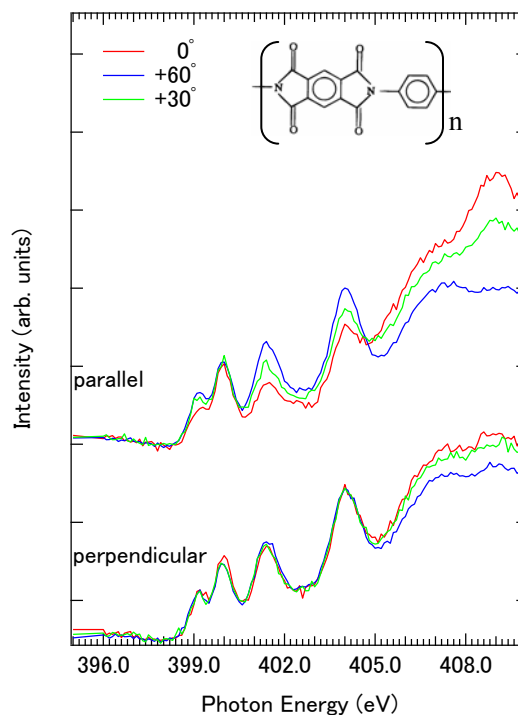 0°
+60°
+30°
O
O
N
N
O
O
n
Intensity (arb. units)
parallel
perpendicular
396.0
399.0
402.0
405.0
408.0
Photon Energy (eV)